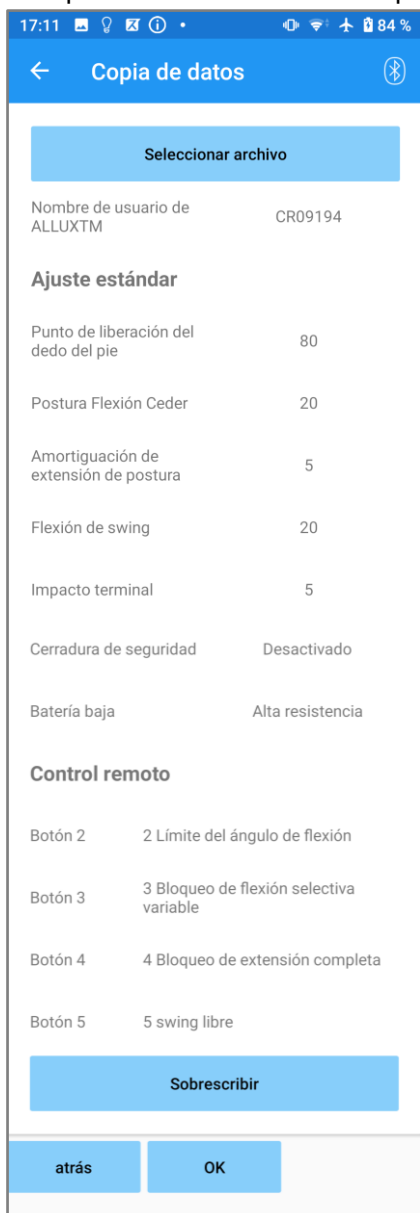 17:11 84 %
Copia de datos
Seleccionar archivo
Nombre de usuario de
ALLUXTM
CR09194
Ajuste estándar
Punto de liberación del
dedo del pie
80
Postura Flexión Ceder 20
Amortiguación de
extensión de postura
5
Flexión de swing 20
Impacto terminal 5
Cerradura de seguridad Desactivado
Batería baja Alta resistencia
Control remoto
Botón 2 2 Límite del ángulo de flexión
Botón 3 3 Bloqueo de flexión selectiva
variable
Botón 4 4 Bloqueo de extensión completa
Botón 5 5 swing libre
Sobrescribir
atrás OK